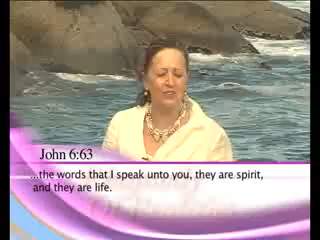 John 6:63
...the words that I speak unto you, they are spirit,
and they are life.